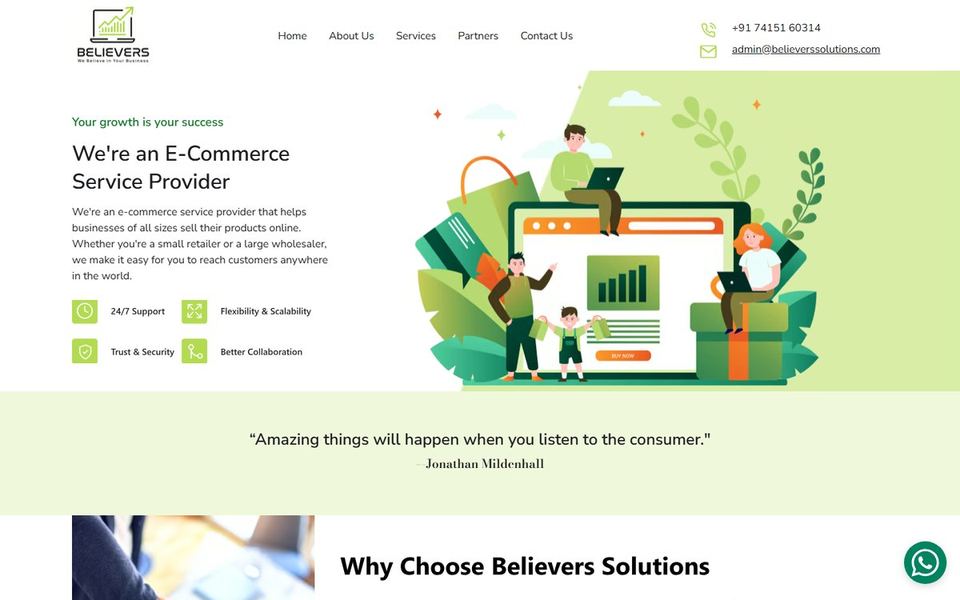 BELIEVERS
We Believe in Your Business
Home About Us Services Partners Contact Us
+91 74151 60314
admin@believerssolutions.com
Your growth is your success
We're an E-Commerce
Service Provider
We're an e-commerce service provider that helps
businesses of all sizes sell their products online.
Whether you're a small retailer or a large wholesaler,
we make it easy for you to reach customers anywhere
in the world.
24/7 Support Flexibility & Scalability
Trust & Security Better Collaboration
BUY NOW
“Amazing things will happen when you listen to the consumer."
—Jonathan Mildenhall
Why Choose Believers Solutions